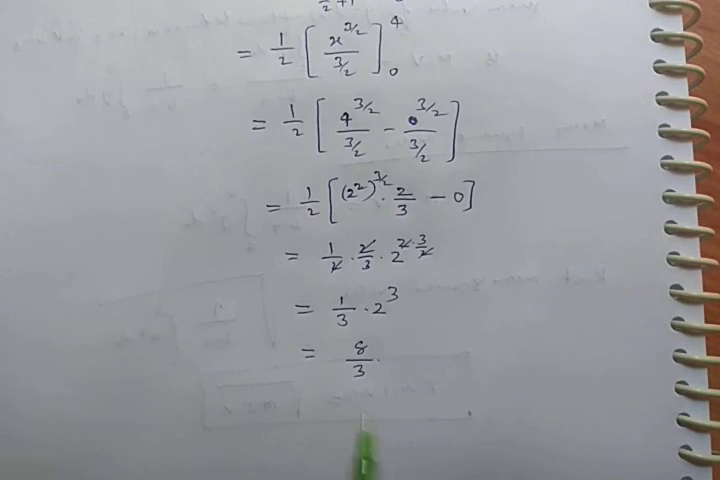 = 1/2 [ x^{3/2} / 3/2 ]_0^4
= 1/2 [ 4^{3/2} / 3/2 - 0^{3/2} / 3/2 ]
= 1/2 [ (2^2)^{3/2} · 2/3 - 0 ]
= 1/2 · 2/3 · 2^{2·3/2}
= 1/3 · 2^3
= 8/3.